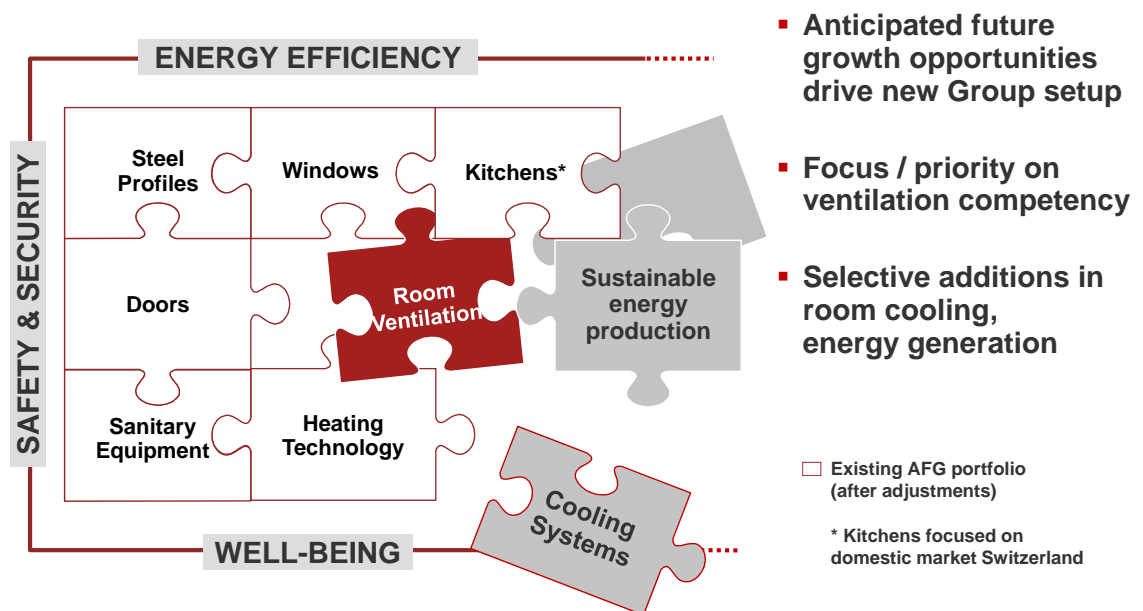 ENERGY EFFICIENCY
SAFETY & SECURITY
Steel
Profiles
Windows
Kitchens*
Doors
Room
Ventilation
Sustainable
energy
production
Sanitary
Equipment
Heating
Technology
Cooling
Systems
WELL-BEING
▪ Anticipated future
growth opportunities
drive new Group setup
▪ Focus / priority on
ventilation competency
▪ Selective additions in
room cooling,
energy generation
Existing AFG portfolio
(after adjustments)
* Kitchens focused on
domestic market Switzerland